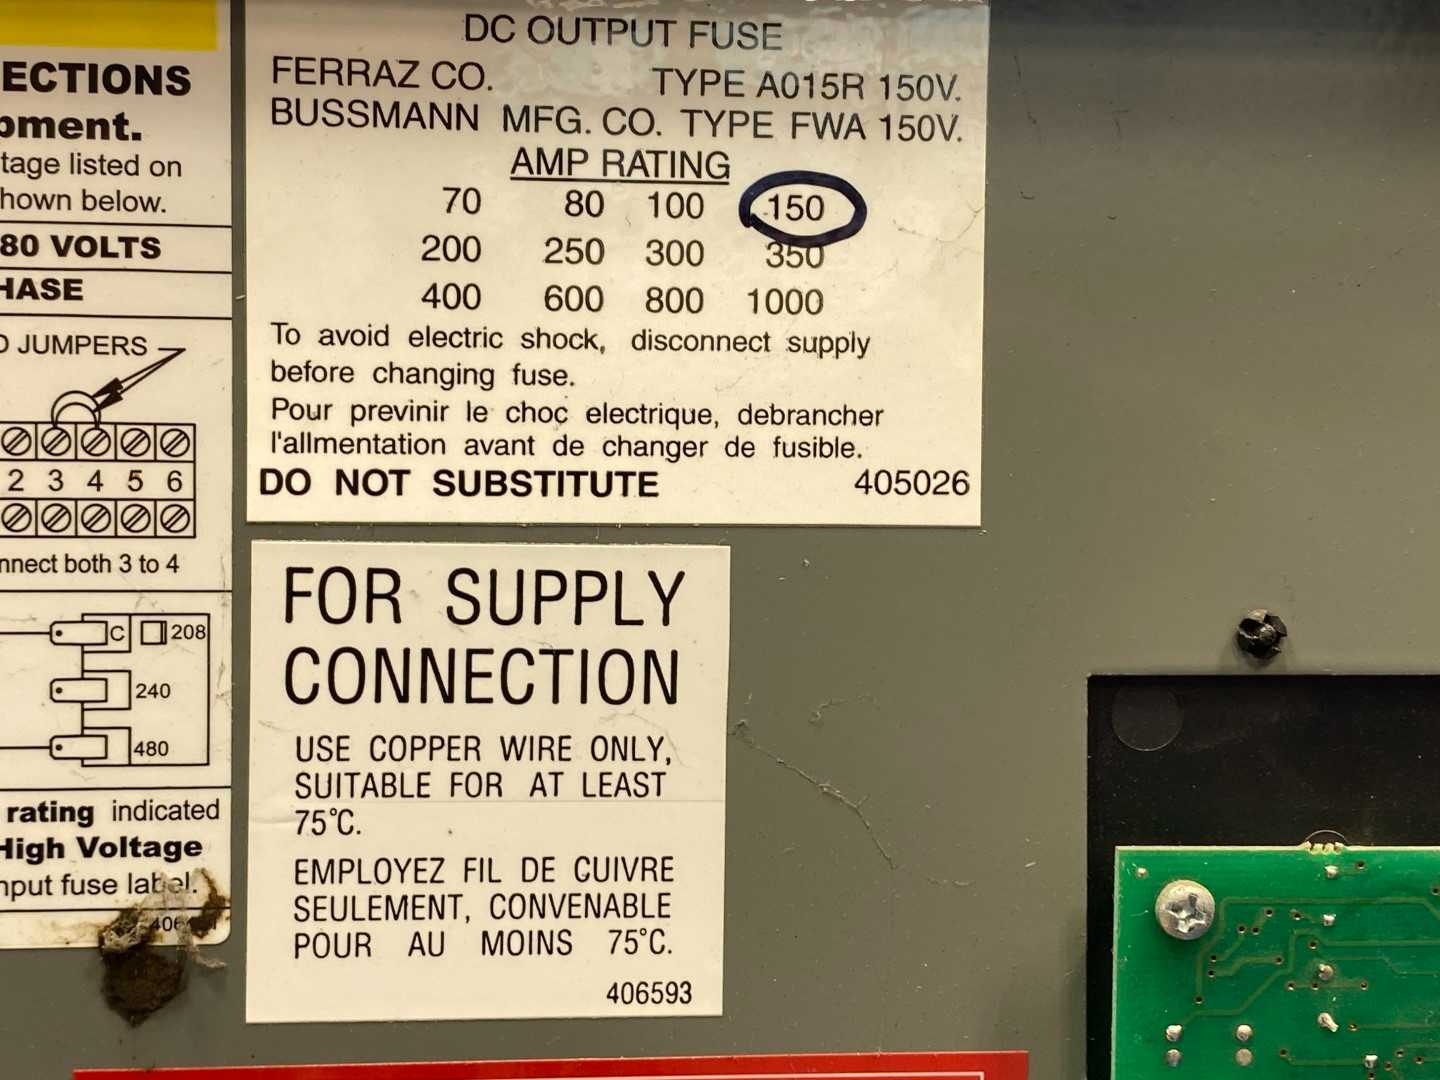 DC OUTPUT FUSE
FERRAZ CO. TYPE A015R 150V.
BUSSMANN MFG. CO. TYPE FWA 150V.
AMP RATING
70 80 100 150
200 250 300 350
400 600 800 1000
To avoid electric shock, disconnect supply
before changing fuse.
Pour previnir le choc electrique, debrancher
l'allmentation avant de changer de fusible.
DO NOT SUBSTITUTE 405026
FOR SUPPLY
CONNECTION
USE COPPER WIRE ONLY,
SUITABLE FOR AT LEAST
75°C.
EMPLOYEZ FIL DE CUIVRE
SEULEMENT, CONVENABLE
POUR AU MOINS 75°C.
406593
ECTIONS
pment.
tage listed on
hown below.
80 VOLTS
HASE
JUMPERS
2 3 4 5 6
nnect both 3 to 4
C 208
240
480
rating indicated
High Voltage
nput fuse label.